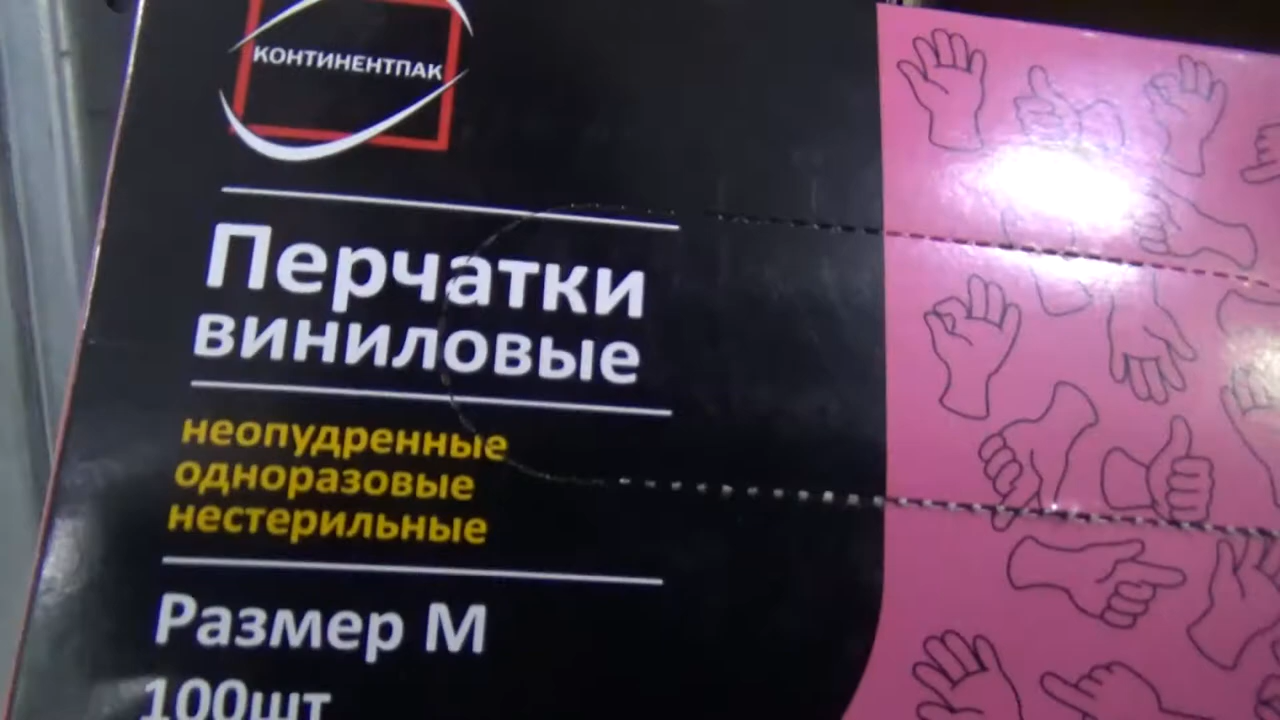 КОНТИНЕНТПАК
Перчатки
виниловые
неопудренные
одноразовые
нестерильные
Размер М
100шт